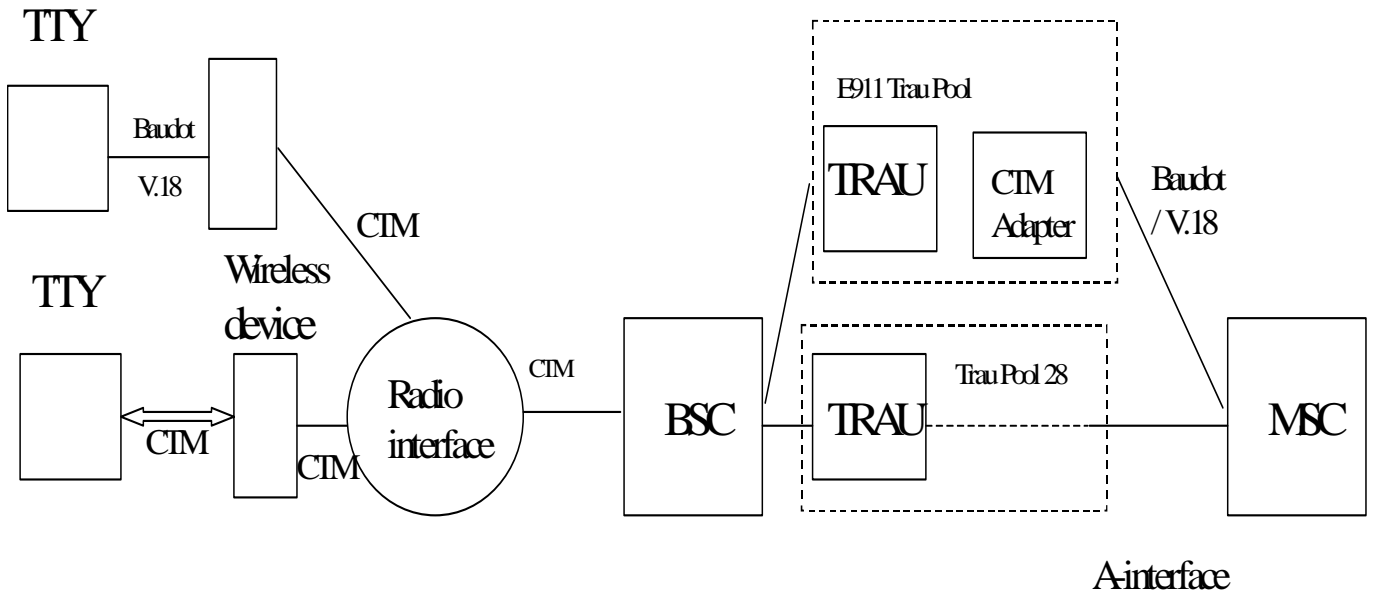 TTY
E911 Trau Pool
Baudot
V.18
TRAU
CTM
Adapter
Baudot
/ V.18
CTM
Wireless
device
TTY
CTM
Radio
interface
CTM
CTM
BSC
TRAU
Trau Pool 28
MSC
A-interface